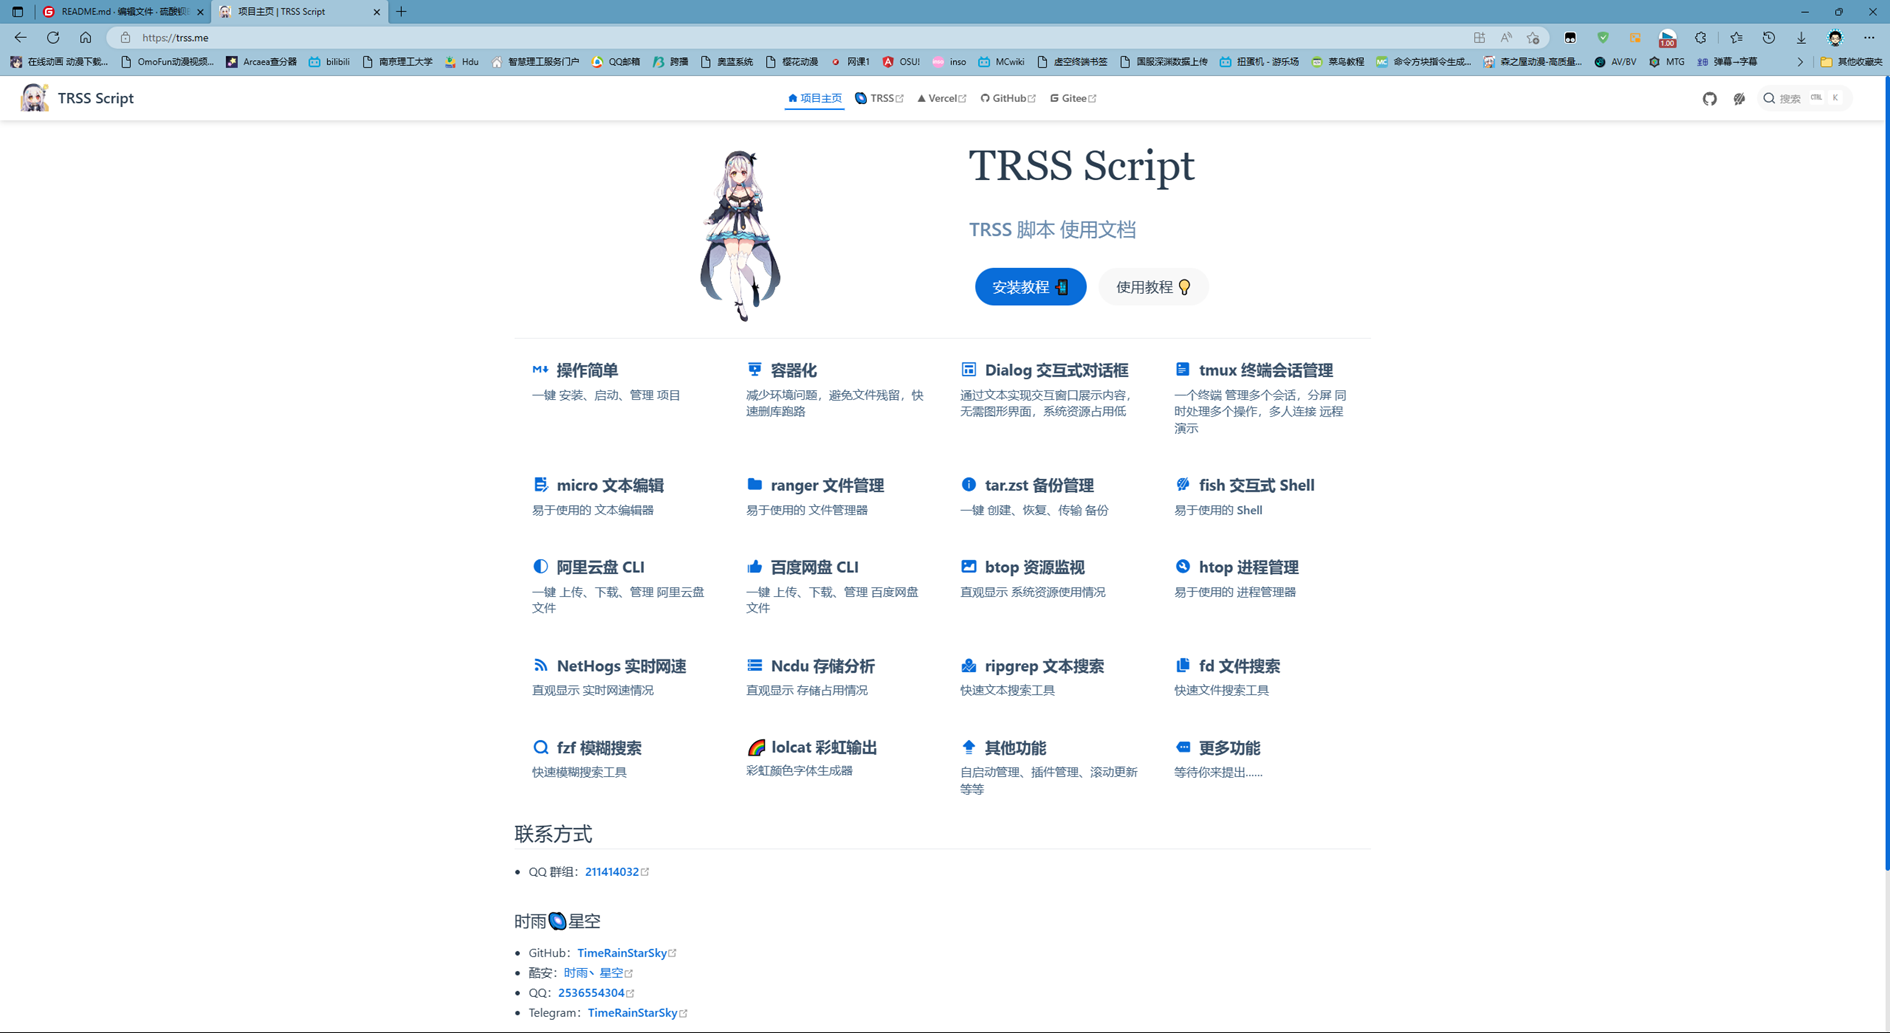 README.md · 编辑文件 · 硫酸钡
项目主页 | TRSS Script
https://trss.me
1.00
在线动画 动漫下载...
OmoFun动漫视频...
Arcaea查分器
bilibili
南京理工大学
Hdu
智慧理工服务门户
QQ邮箱
跨播
奥蓝系统
樱花动漫
网课1
OSU!
inso
MCwiki
虚空终端书签
国服深渊数据上传
扭蛋机 - 游乐场
菜鸟教程
命令方块指令生成...
森之屋动漫-高质量...
AV/BV
MTG
弹幕→字幕
其他收藏夹
TRSS Script
项目主页
TRSS
Vercel
GitHub
Gitee
搜索
CTRL
K
TRSS Script
TRSS 脚本 使用文档
安装教程
使用教程
操作简单
一键 安装、启动、管理 项目
容器化
减少环境问题，避免文件残留，快
速删库跑路
Dialog 交互式对话框
通过文本实现交互窗口展示内容，
无需图形界面，系统资源占用低
tmux 终端会话管理
一个终端 管理多个会话，分屏 同
时处理多个操作，多人连接 远程
演示
micro 文本编辑
易于使用的 文本编辑器
ranger 文件管理
易于使用的 文件管理器
tar.zst 备份管理
一键 创建、恢复、传输 备份
fish 交互式 Shell
易于使用的 Shell
阿里云盘 CLI
一键 上传、下载、管理 阿里云盘
文件
百度网盘 CLI
一键 上传、下载、管理 百度网盘
文件
btop 资源监视
直观显示 系统资源使用情况
htop 进程管理
易于使用的 进程管理器
NetHogs 实时网速
直观显示 实时网速情况
Ncdu 存储分析
直观显示 存储占用情况
ripgrep 文本搜索
快速文本搜索工具
fd 文件搜索
快速文件搜索工具
fzf 模糊搜索
快速模糊搜索工具
lolcat 彩虹输出
彩虹颜色字体生成器
其他功能
自启动管理、插件管理、滚动更新
等等
更多功能
等待你来提出……
联系方式
QQ 群组：211414032
时雨🌌星空
GitHub：TimeRainStarSky
酷安：时雨丶星空
QQ：2536554304
Telegram：TimeRainStarSky